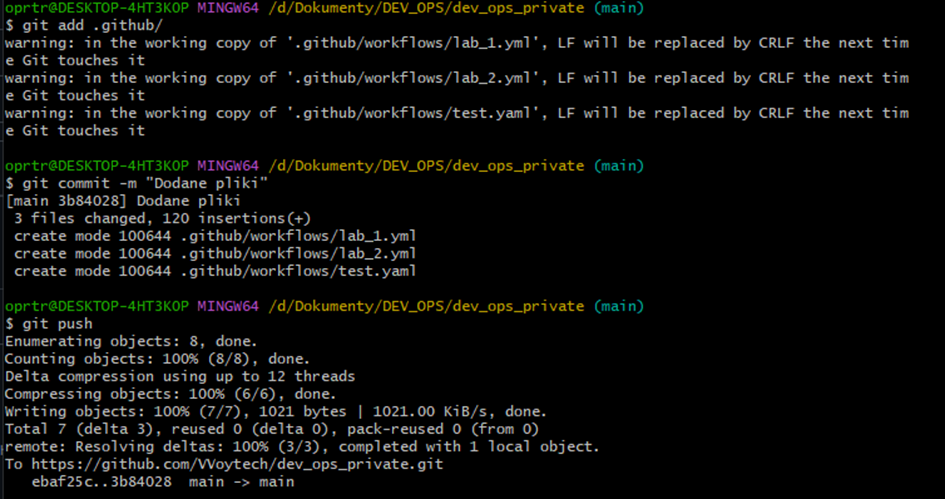 oprtr@DESKTOP-4HT3KOP MINGW64 /d/Dokumenty/DEV_OPS/dev_ops_private (main)
$ git add .github/
warning: in the working copy of '.github/workflows/lab_1.yml', LF will be replaced by CRLF the next tim
e Git touches it
warning: in the working copy of '.github/workflows/lab_2.yml', LF will be replaced by CRLF the next tim
e Git touches it
warning: in the working copy of '.github/workflows/test.yaml', LF will be replaced by CRLF the next tim
e Git touches it
oprtr@DESKTOP-4HT3KOP MINGW64 /d/Dokumenty/DEV_OPS/dev_ops_private (main)
$ git commit -m "Dodane pliki"
[main 3b84028] Dodane pliki
 3 files changed, 120 insertions(+)
 create mode 100644 .github/workflows/lab_1.yml
 create mode 100644 .github/workflows/lab_2.yml
 create mode 100644 .github/workflows/test.yaml
oprtr@DESKTOP-4HT3KOP MINGW64 /d/Dokumenty/DEV_OPS/dev_ops_private (main)
$ git push
Enumerating objects: 8, done.
Counting objects: 100% (8/8), done.
Delta compression using up to 12 threads
Compressing objects: 100% (6/6), done.
Writing objects: 100% (7/7), 1021 bytes | 1021.00 KiB/s, done.
Total 7 (delta 3), reused 0 (delta 0), pack-reused 0 (from 0)
remote: Resolving deltas: 100% (3/3), completed with 1 local object.
To https://github.com/VVoytech/dev_ops_private.git
   ebaf25c..3b84028  main -> main